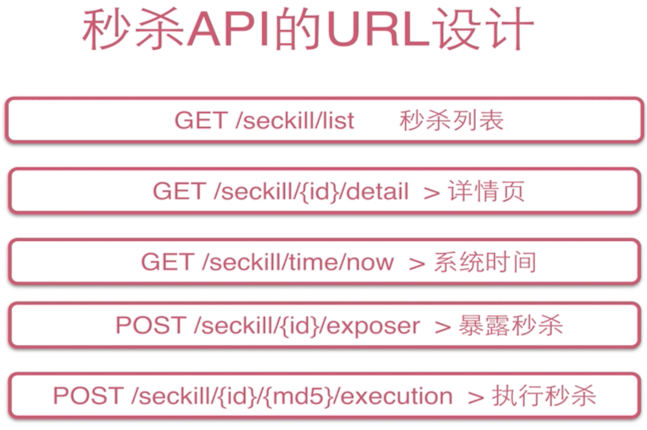 秒杀API的URL设计
GET /seckill/list 秒杀列表
GET /seckill/{id}/detail > 详情页
GET /seckill/time/now > 系统时间
POST /seckill/{id}/exposer > 暴露秒杀
POST /seckill/{id}/{md5}/execution > 执行秒杀